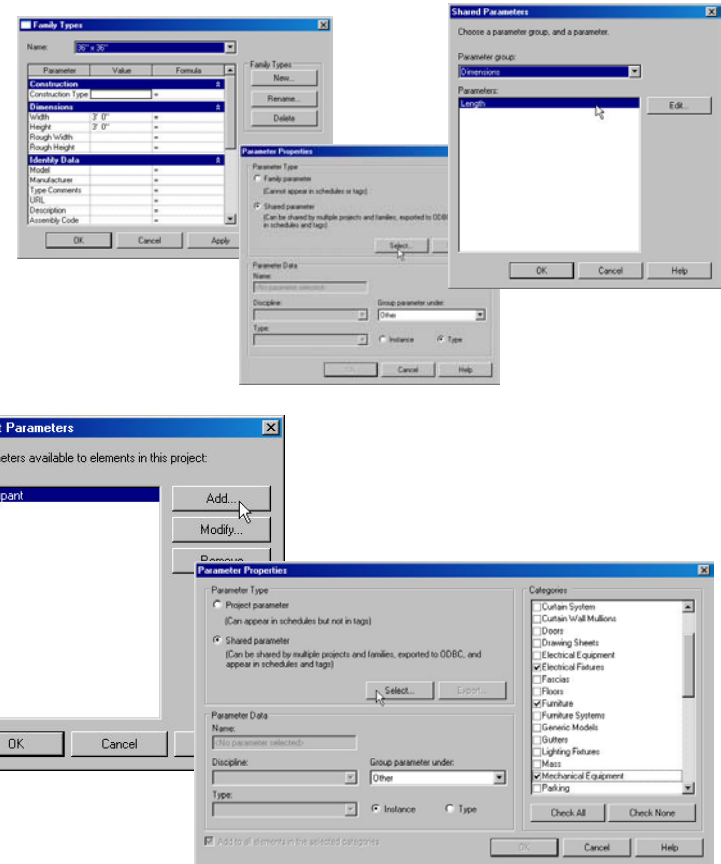 Family Types
Name:
36" x 36"
Parameter Value Formula
Construction
Construction Type =
Dimensions
Width 3' 0" =
Height 3' 0" =
Rough Width =
Rough Height =
Identity Data
Model =
Manufacturer =
Type Comments =
URL =
Description =
Assembly Code =
Family Types
New...
Rename...
Delete
OK Cancel Apply
Parameter Properties
Parameter Type
Family parameter
(Cannot appear in schedules or tags)
Shared parameter
(Can be shared by multiple projects and families, exported to ODBC
in schedules and tags)
Select...
Parameter Data
Name:
<No parameter selected>
Discipline:
Group parameter under:
Other
Type:
Instance Type
OK Cancel Help
Shared Parameters
Choose a parameter group, and a parameter.
Parameter group:
Dimensions
Parameters:
Length
Edit...
OK Cancel Help
t Parameters
eters available to elements in this project:
pant
Add...
Modify...
Remove
OK Cancel
Parameter Properties
Parameter Type
Project parameter
(Can appear in schedules but not in tags)
Shared parameter
(Can be shared by multiple projects and families, exported to ODBC, and
appear in schedules and tags)
Select... Export...
Parameter Data
Name:
<No parameter selected>
Discipline:
Group parameter under:
Other
Type:
Instance Type
Add to all elements in the selected categories
Categories
Curtain System
Curtain Wall Mullions
Doors
Drawing Sheets
Electrical Equipment
Electrical Fixtures
Fascias
Floors
Furniture
Furniture Systems
Generic Models
Gutters
Lighting Fixtures
Mass
Mechanical Equipment
Parking
Check All Check None
OK Cancel Help